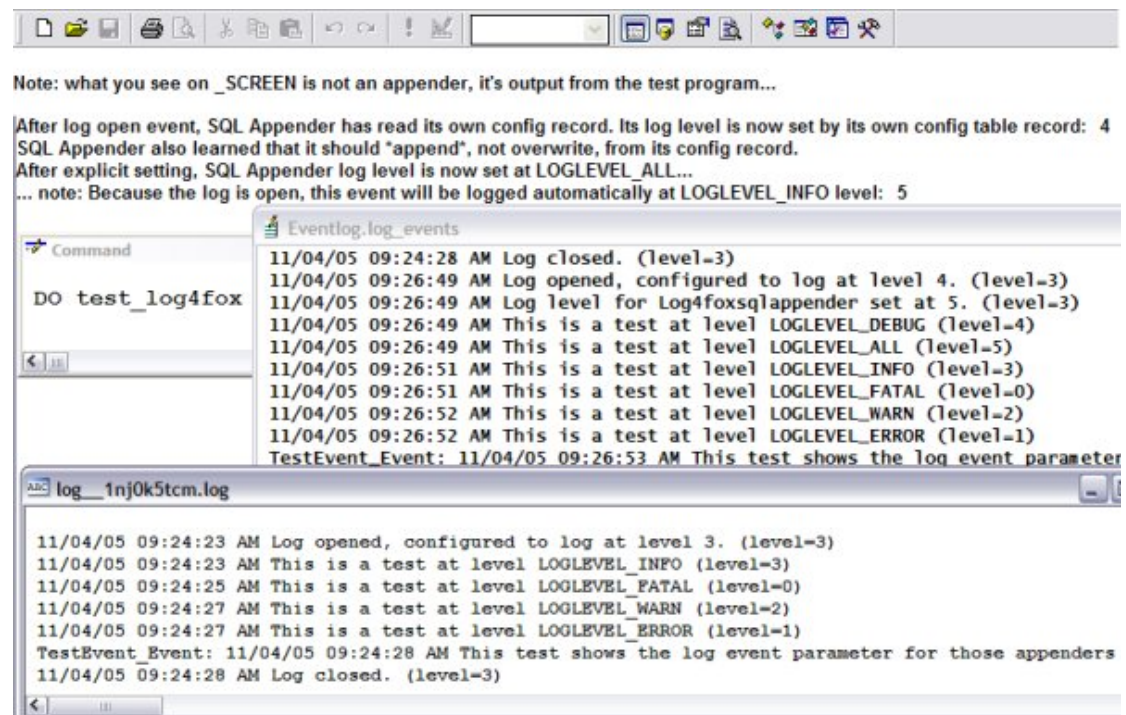 Note: what you see on _SCREEN is not an appender, it's output from the test program...
After log open event, SQL Appender has read its own config record. Its log level is now set by its own config table record:  4
SQL Appender also learned that it should *append*, not overwrite, from its config record.
After explicit setting, SQL Appender log level is now set at LOGLEVEL_ALL...
... note: Because the log is open, this event will be logged automatically at LOGLEVEL_INFO level:  5
Command
DO test_log4fox
Eventlog.log_events
11/04/05 09:24:28 AM Log closed. (level=3)
11/04/05 09:26:49 AM Log opened, configured to log at level 4. (level=3)
11/04/05 09:26:49 AM Log level for Log4foxsqlappender set at 5. (level=3)
11/04/05 09:26:49 AM This is a test at level LOGLEVEL_DEBUG (level=4)
11/04/05 09:26:49 AM This is a test at level LOGLEVEL_ALL (level=5)
11/04/05 09:26:51 AM This is a test at level LOGLEVEL_INFO (level=3)
11/04/05 09:26:51 AM This is a test at level LOGLEVEL_FATAL (level=0)
11/04/05 09:26:52 AM This is a test at level LOGLEVEL_WARN (level=2)
11/04/05 09:26:52 AM This is a test at level LOGLEVEL_ERROR (level=1)
TestEvent_Event: 11/04/05 09:26:53 AM This test shows the log event parameter
log__1nj0k5tcm.log
11/04/05 09:24:23 AM Log opened, configured to log at level 3. (level=3)
11/04/05 09:24:23 AM This is a test at level LOGLEVEL_INFO (level=3)
11/04/05 09:24:25 AM This is a test at level LOGLEVEL_FATAL (level=0)
11/04/05 09:24:27 AM This is a test at level LOGLEVEL_WARN (level=2)
11/04/05 09:24:27 AM This is a test at level LOGLEVEL_ERROR (level=1)
TestEvent_Event: 11/04/05 09:24:28 AM This test shows the log event parameter for those appenders
11/04/05 09:24:28 AM Log closed. (level=3)